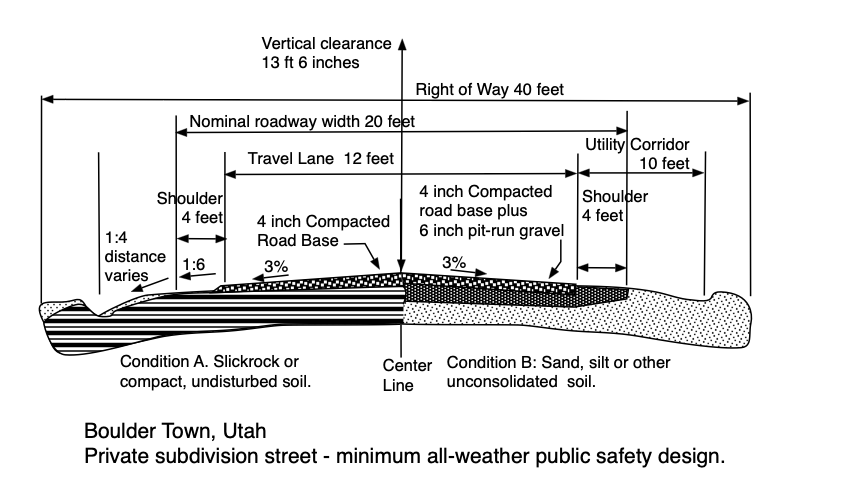 Vertical clearance
13 ft 6 inches
Right of Way 40 feet
Nominal roadway width 20 feet
Utility Corridor
10 feet
Travel Lane 12 feet
Shoulder
4 feet
4 inch Compacted
road base plus
6 inch pit-run gravel
Shoulder
4 feet
4 inch Compacted
Road Base
1:4
distance
varies
1:6
3%
3%
Condition A. Slickrock or
compact, undisturbed soil.
Center
Line
Condition B: Sand, silt or other
unconsolidated soil.
Boulder Town, Utah
Private subdivision street - minimum all-weather public safety design.